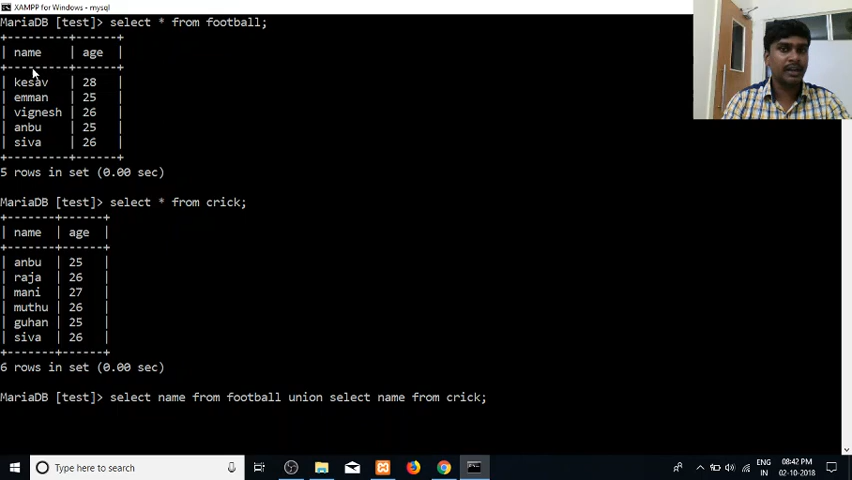 XAMPP for Windows - mysql
MariaDB [test]> select * from football;
+---------+------+
| name    | age  |
+---------+------+
| kesav   | 28   |
| emman   | 25   |
| vignesh | 26   |
| anbu    | 25   |
| siva    | 26   |
+---------+------+
5 rows in set (0.00 sec)
MariaDB [test]> select * from crick;
+-------+------+
| name  | age  |
+-------+------+
| anbu  | 25   |
| raja  | 26   |
| mani  | 27   |
| muthu | 26   |
| guhan | 25   |
| siva  | 26   |
+-------+------+
6 rows in set (0.00 sec)
MariaDB [test]> select name from football union select name from crick;
Type here to search
ENG
IN
08:42 PM
02-10-2018